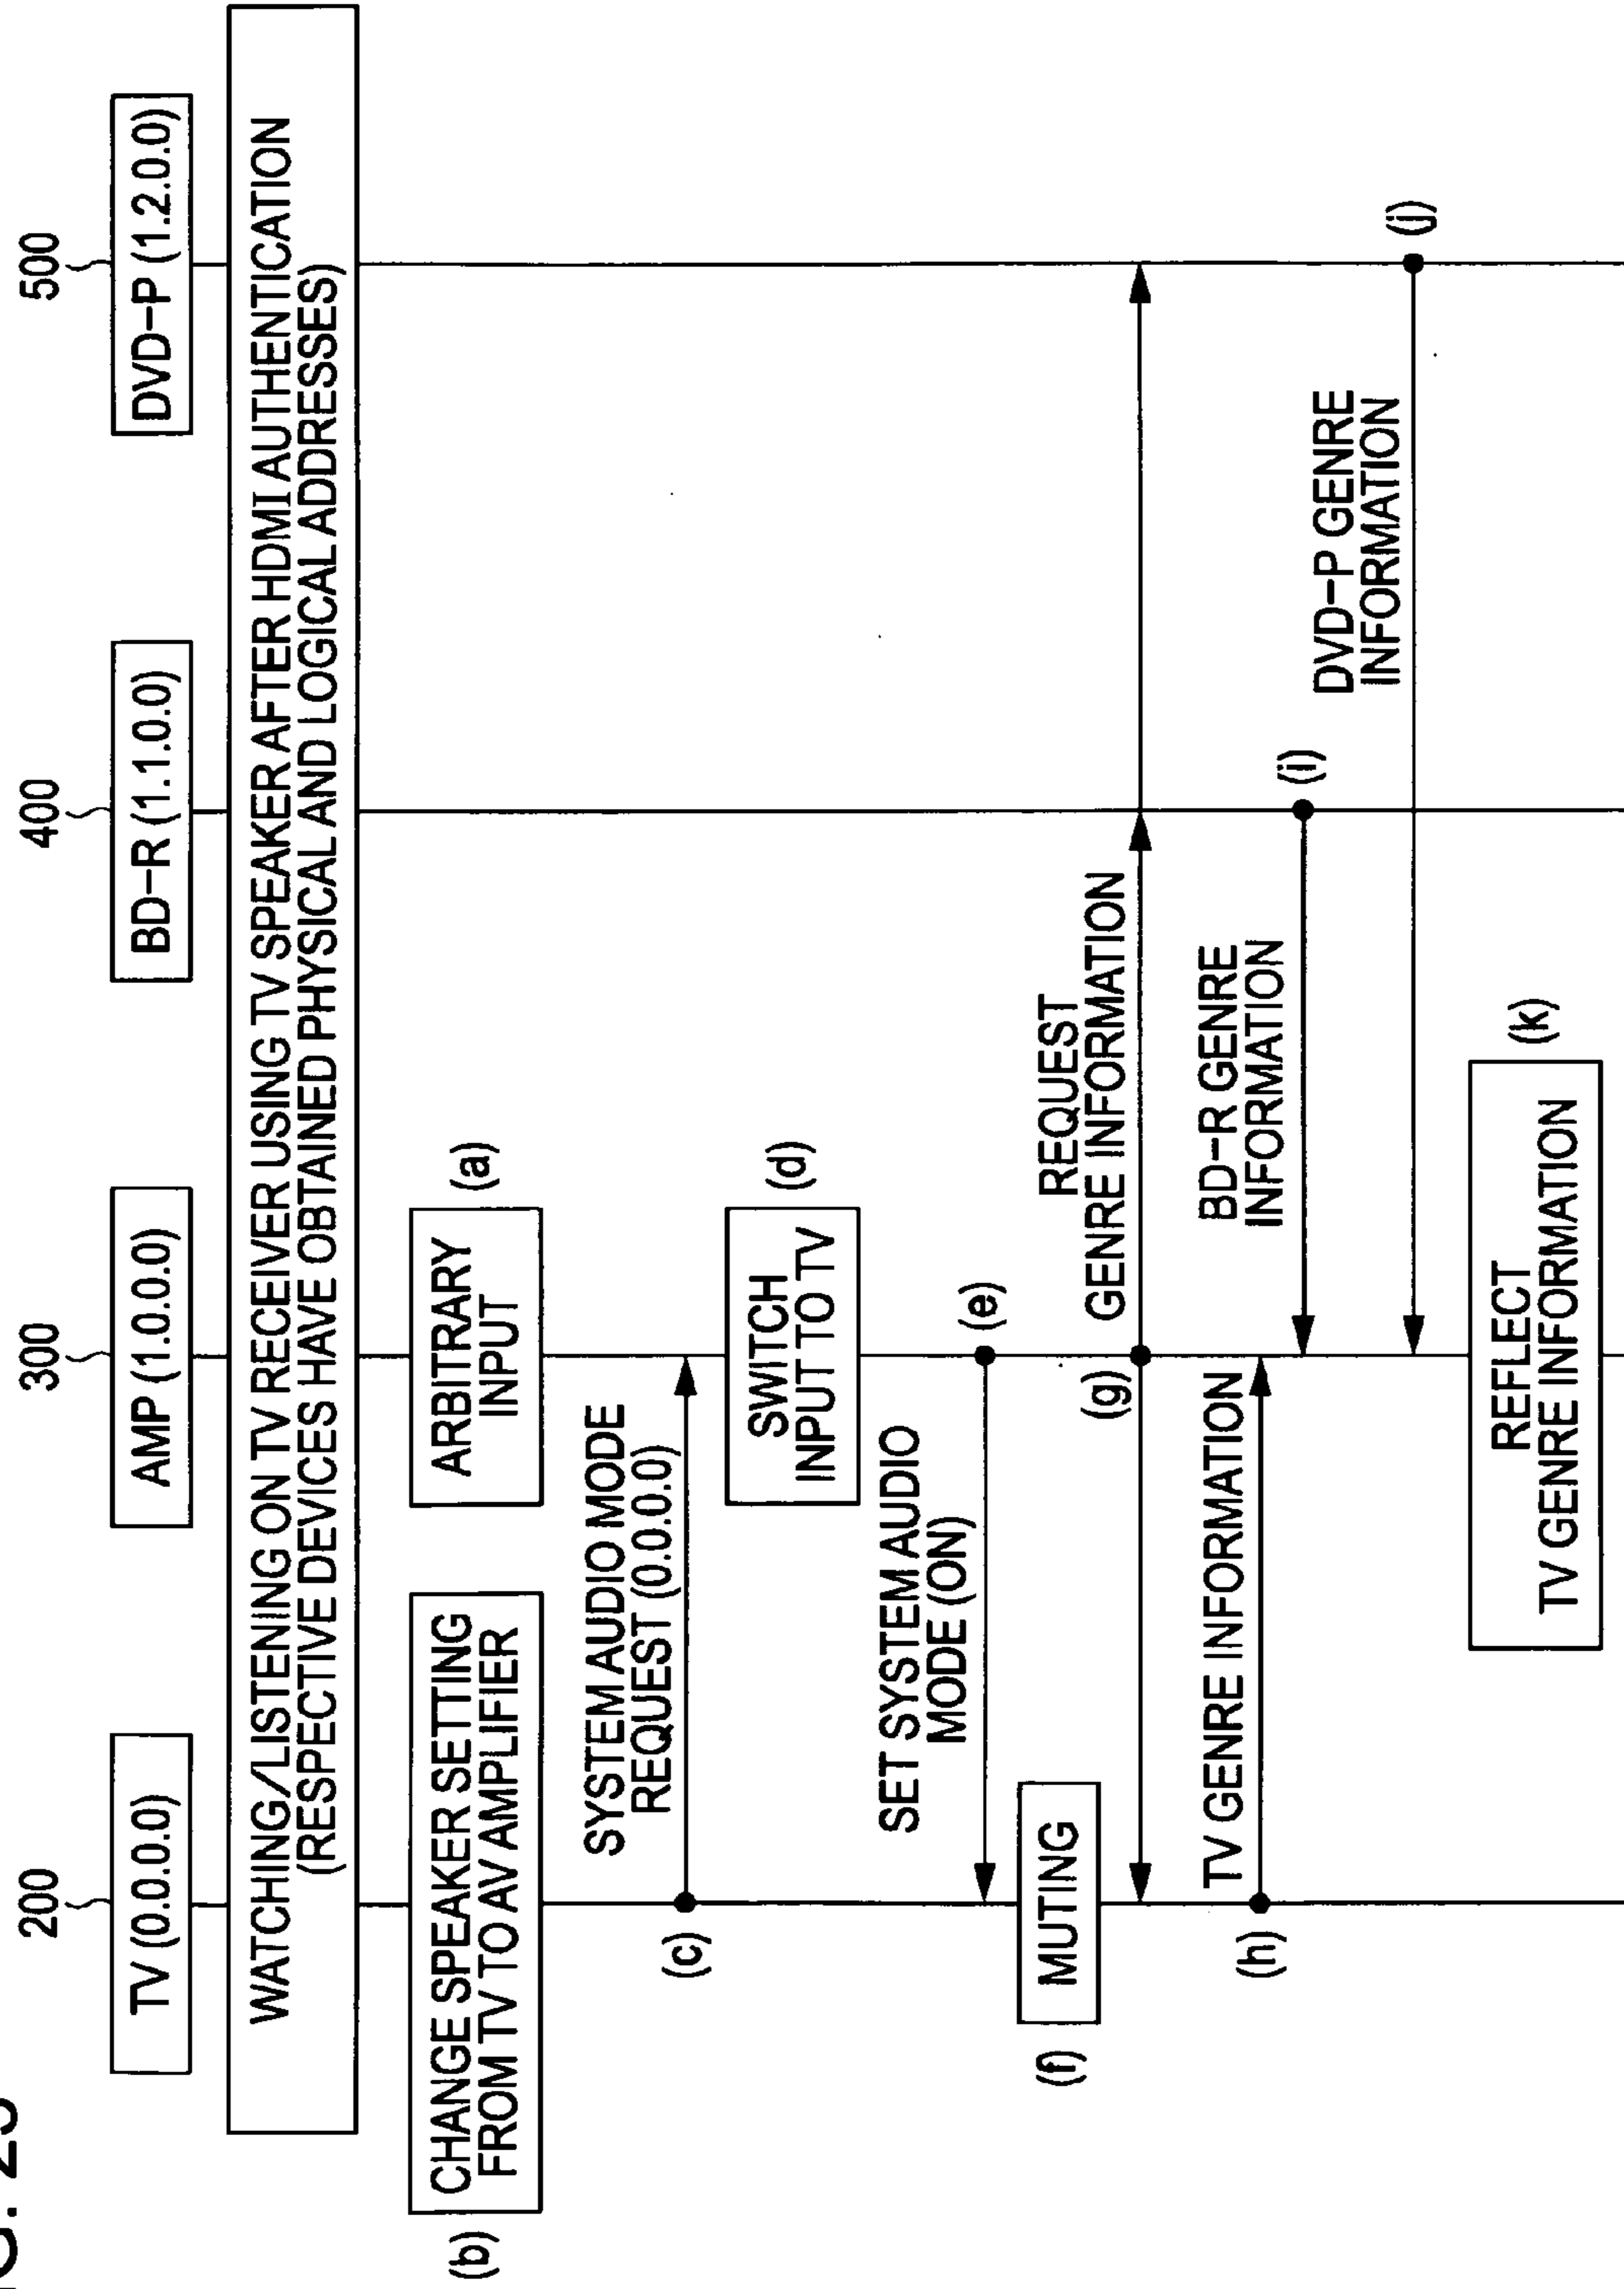 200
300
400
500
TV (0.0.0.0)
AMP (1.0.0.0)
BD-R (1.1.0.0)
DVD-P (1.2.0.0)
WATCHING/LISTENING ON TV RECEIVER USING TV SPEAKER AFTER HDMI AUTHENTICATION
(RESPECTIVE DEVICES HAVE OBTAINED PHYSICAL AND LOGICAL ADDRESSES)
(b)
CHANGE SPEAKER SETTING
FROM TV TO AV AMPLIFIER
ARBITRARY
INPUT
(a)
SYSTEM AUDIO MODE
REQUEST (0.0.0.0)
(c)
SWITCH
INPUT TO TV
(d)
SET SYSTEM AUDIO
MODE (ON)
(e)
(f)
MUTING
REQUEST
GENRE INFORMATION
(g)
TV GENRE INFORMATION
(h)
BD-R GENRE
INFORMATION
(i)
DVD-P GENRE
INFORMATION
(j)
REFLECT
TV GENRE INFORMATION
(k)